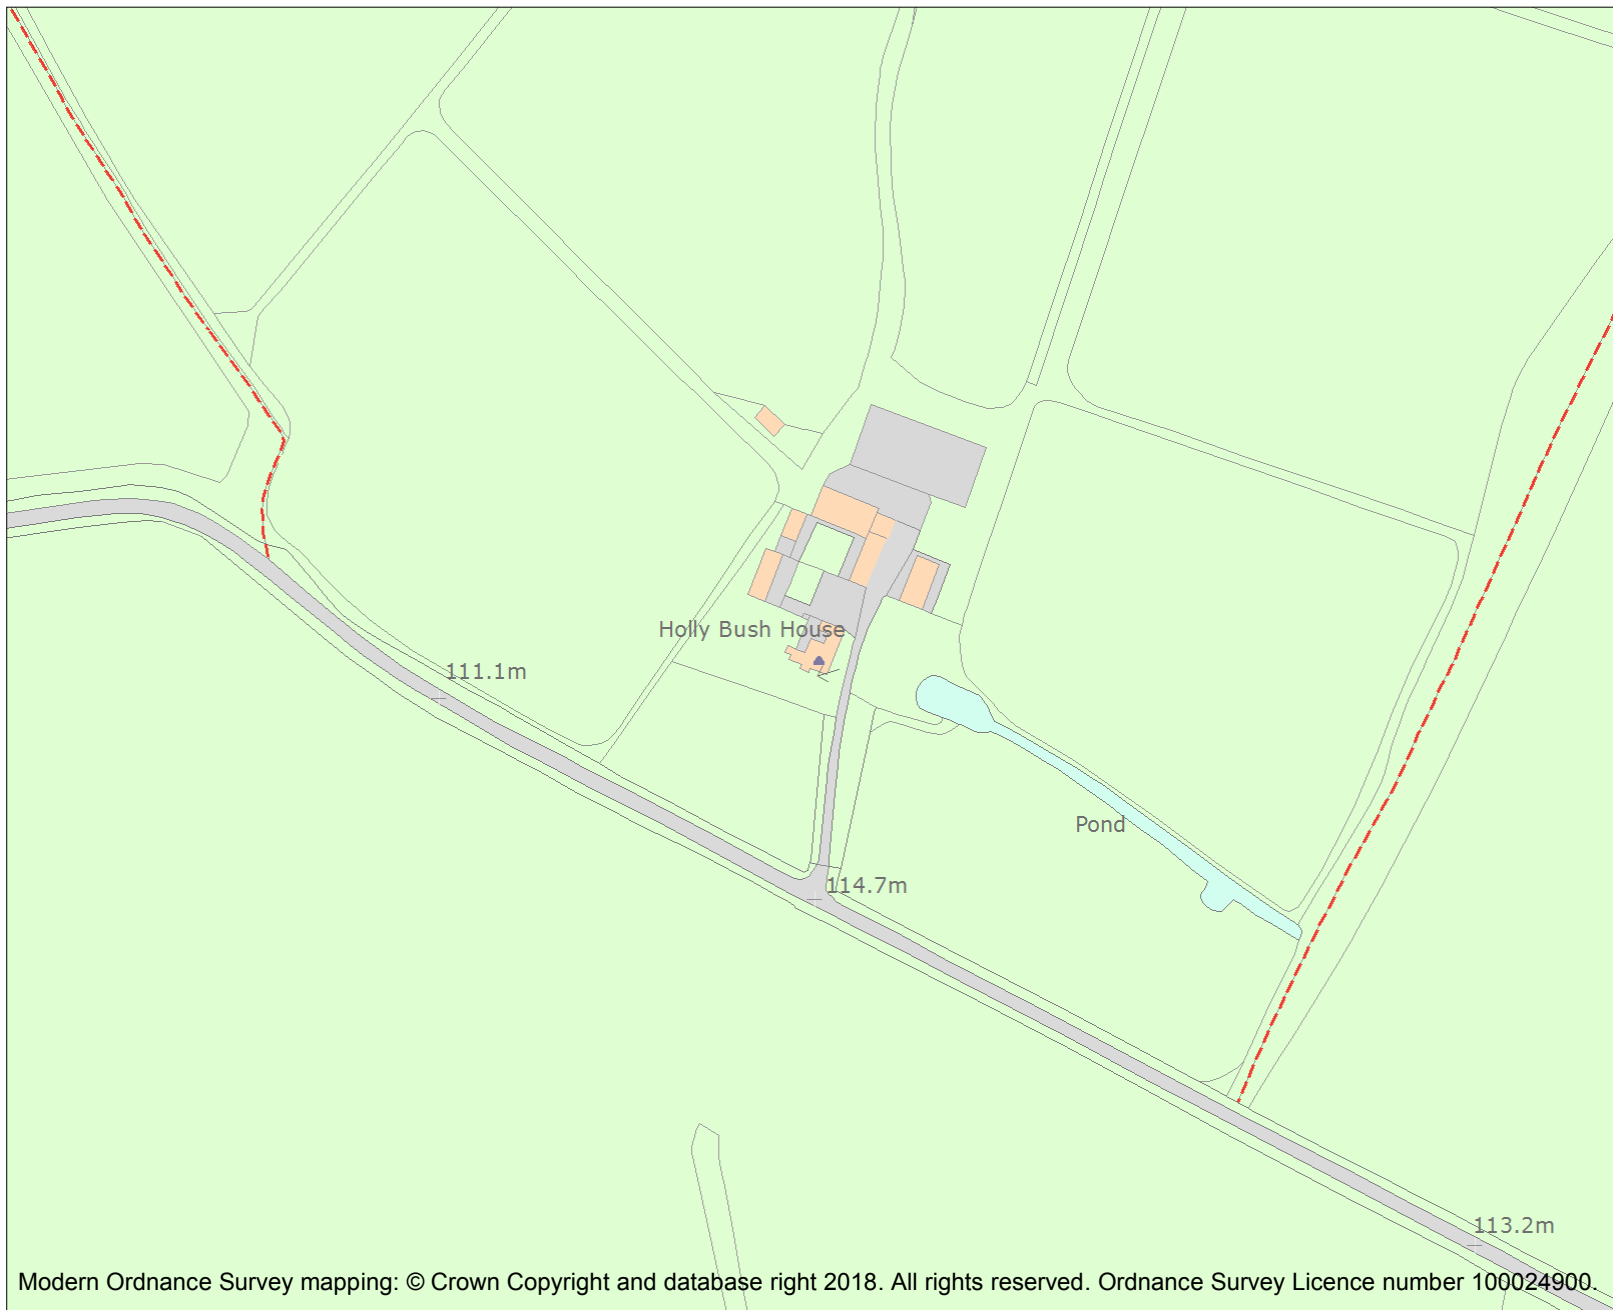 Holly Bush House
111.1m
Pond
114.7m
113.2m
Modern Ordnance Survey mapping: © Crown Copyright and database right 2018. All rights reserved. Ordnance Survey Licence number 100024900.